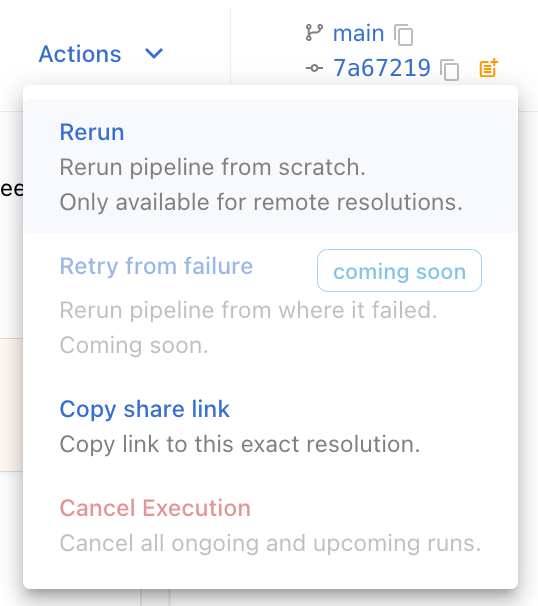 Actions
main
7a67219
ee
Rerun
Rerun pipeline from scratch.
Only available for remote resolutions.
Retry from failure
coming soon
Rerun pipeline from where it failed.
Coming soon.
Copy share link
Copy link to this exact resolution.
Cancel Execution
Cancel all ongoing and upcoming runs.